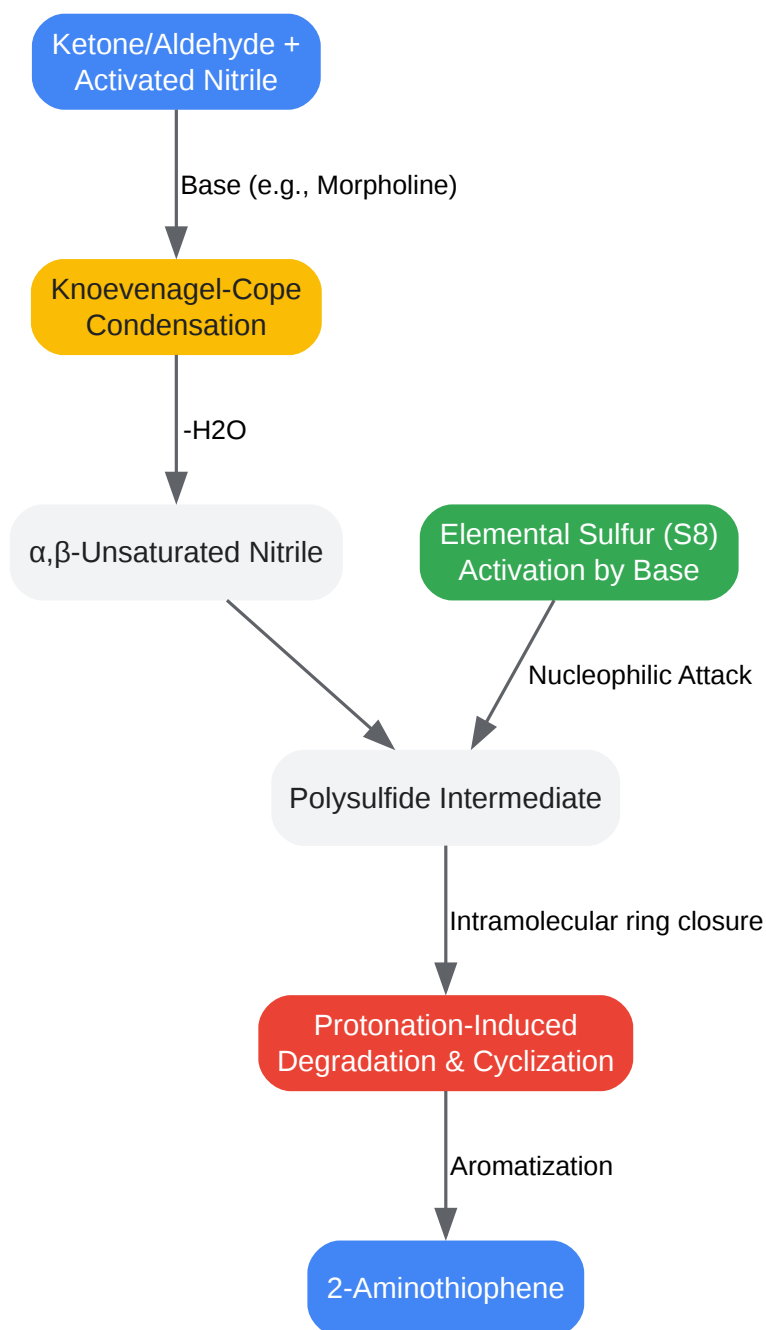 Ketone/Aldehyde +
Activated Nitrile
Base (e.g., Morpholine)
Knoevenagel-Cope
Condensation
-H2O
α,β-Unsaturated Nitrile
Elemental Sulfur (S8)
Activation by Base
Nucleophilic Attack
Polysulfide Intermediate
Intramolecular ring closure
Protonation-Induced
Degradation & Cyclization
Aromatization
2-Aminothiophene